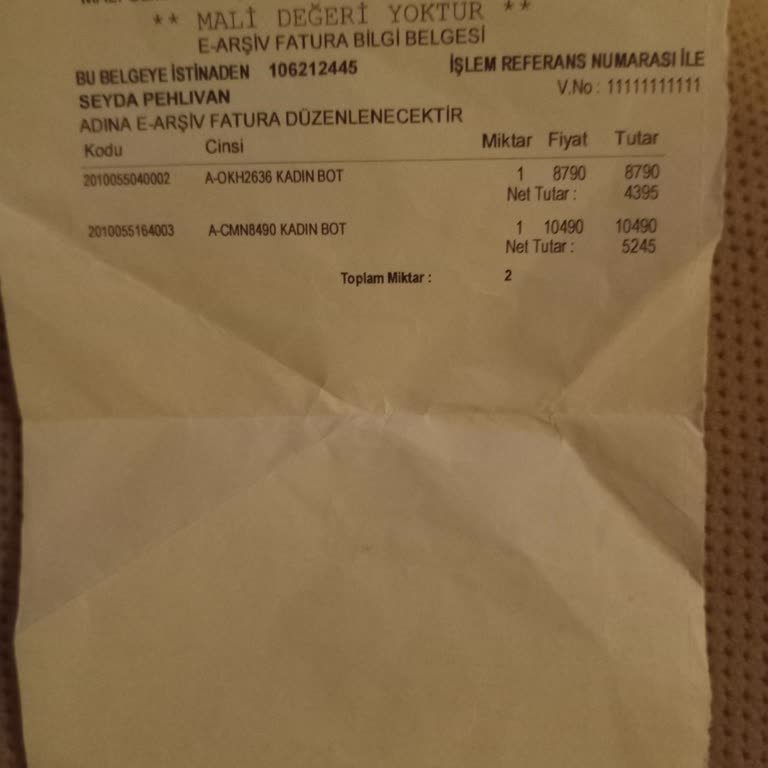 ** MALİ DEĞERİ YOKTUR **
E-ARŞİV FATURA BİLGİ BELGESİ
BU BELGEYE İSTİNADEN 106212445 İŞLEM REFERANS NUMARASI İLE
SEYDA PEHLIVAN V.No : 11111111111
ADINA E-ARŞİV FATURA DÜZENLENECEKTİR
Kodu Cinsi Miktar Fiyat Tutar
2010055040002 A-OKH2636 KADIN BOT 1 8790 8790
Net Tutar : 4395
2010055164003 A-CMN8490 KADIN BOT 1 10490 10490
Net Tutar : 5245
Toplam Miktar : 2